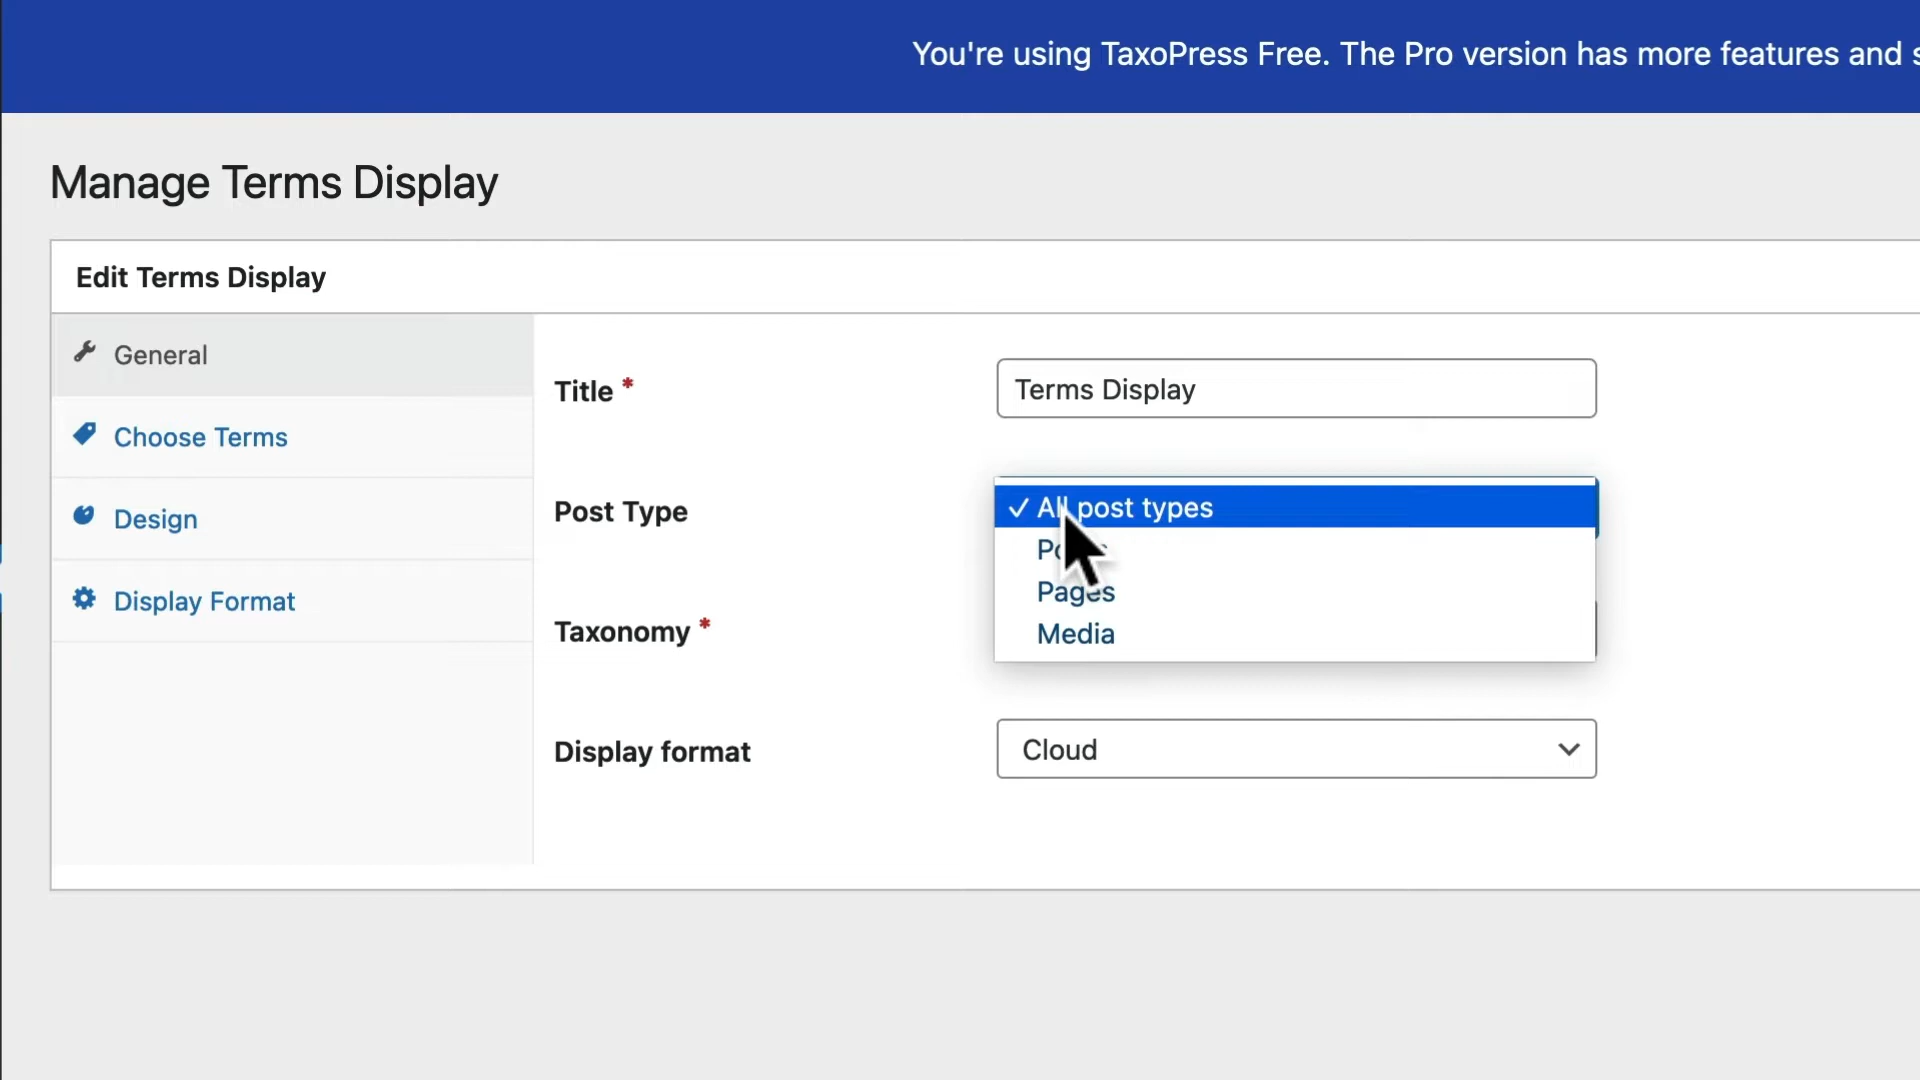 You're using TaxoPress Free. The Pro version has more features and
Manage Terms Display
Edit Terms Display
General
Choose Terms
Design
Display Format
Title *
Terms Display
Post Type
✓ All post types
Pages
Media
Taxonomy *
Display format
Cloud